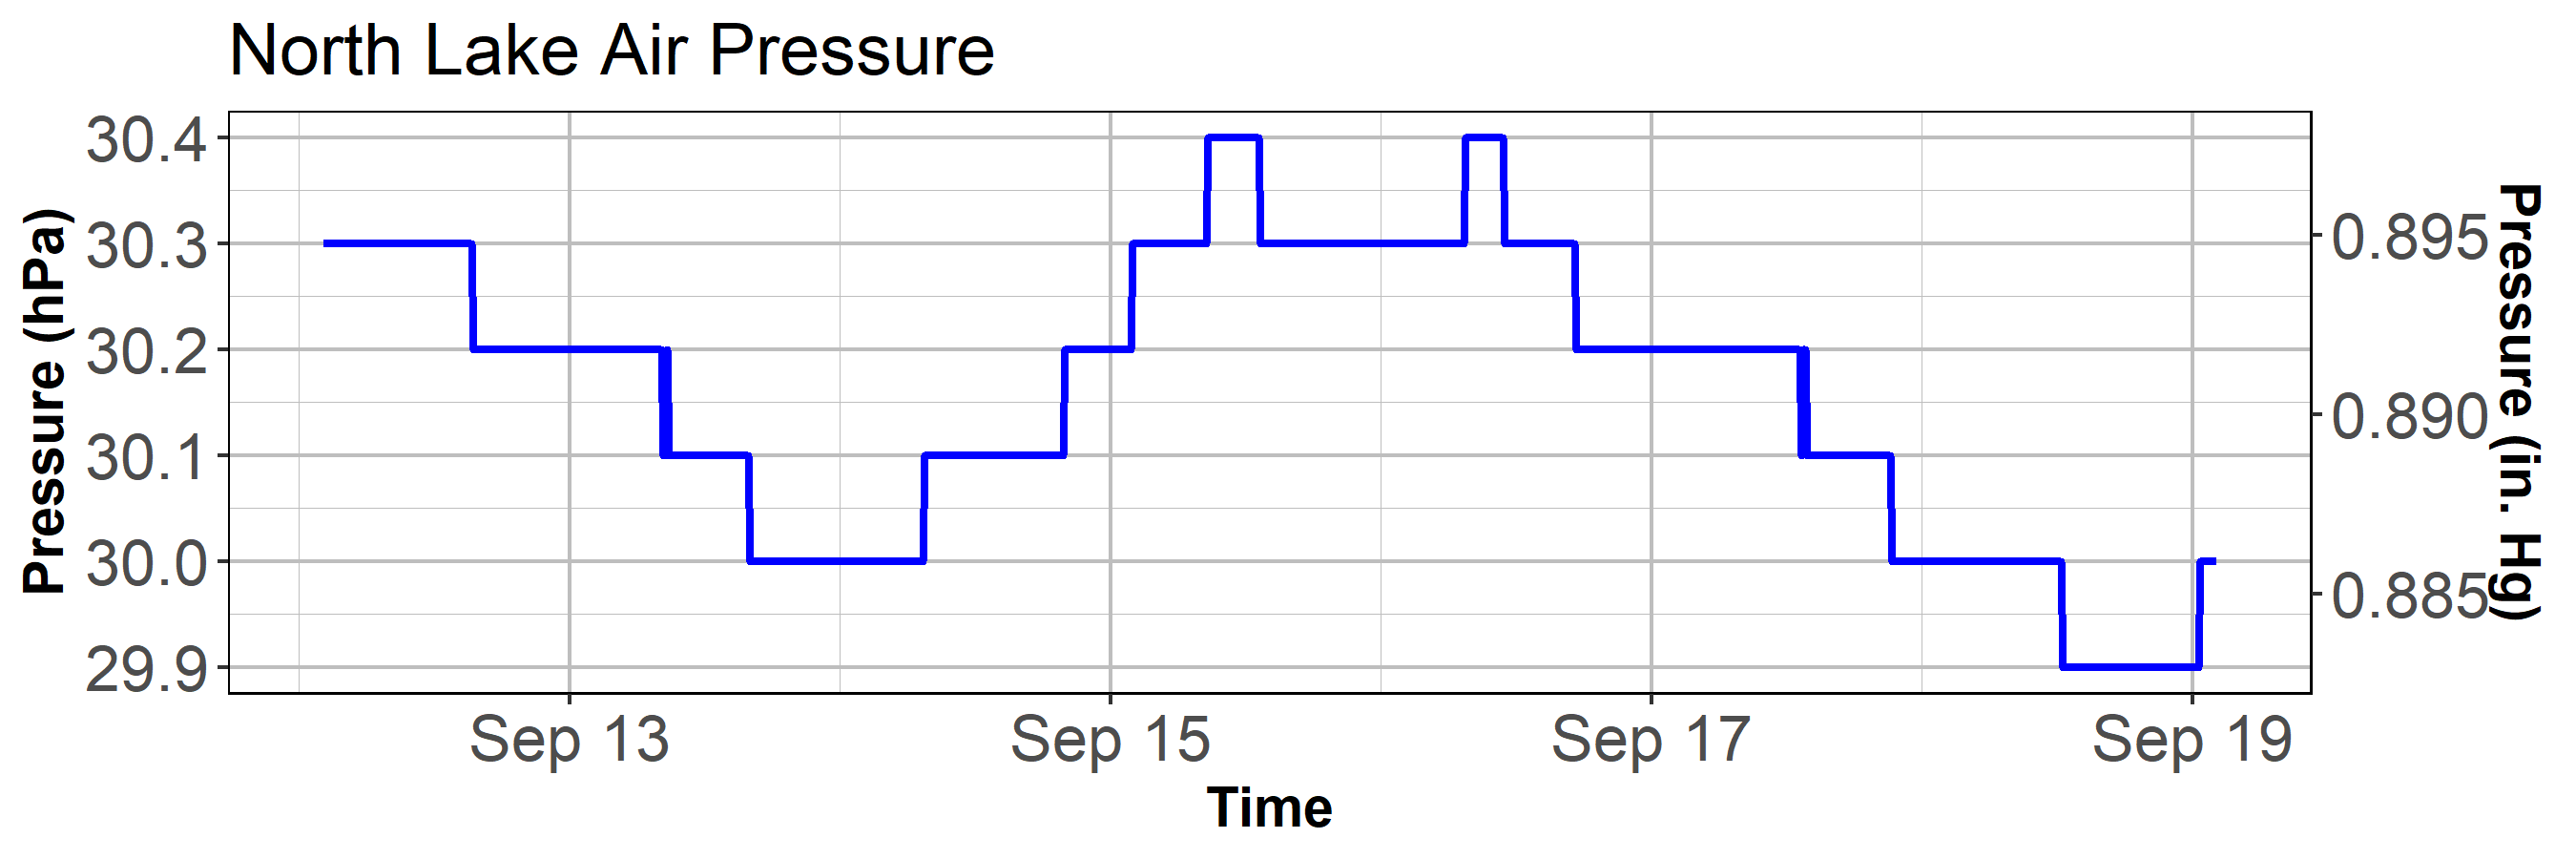 North Lake Air Pressure
Pressure (hPa)
30.4
30.3
30.2
30.1
30.0
29.9
0.895
0.890
0.885
Pressure (in. Hg)
Sep 13 Sep 15 Sep 17 Sep 19
Time